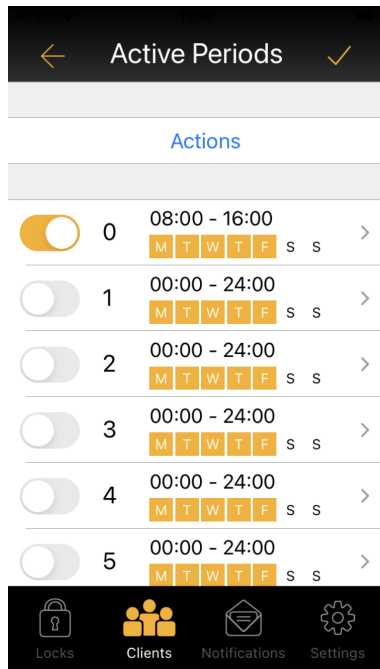 Active Periods
Actions
0 08:00 - 16:00
M T W T F S S
1 00:00 - 24:00
M T W T F S S
2 00:00 - 24:00
M T W T F S S
3 00:00 - 24:00
M T W T F S S
4 00:00 - 24:00
M T W T F S S
5 00:00 - 24:00
M T W T F S S
Locks Clients Notifications Settings